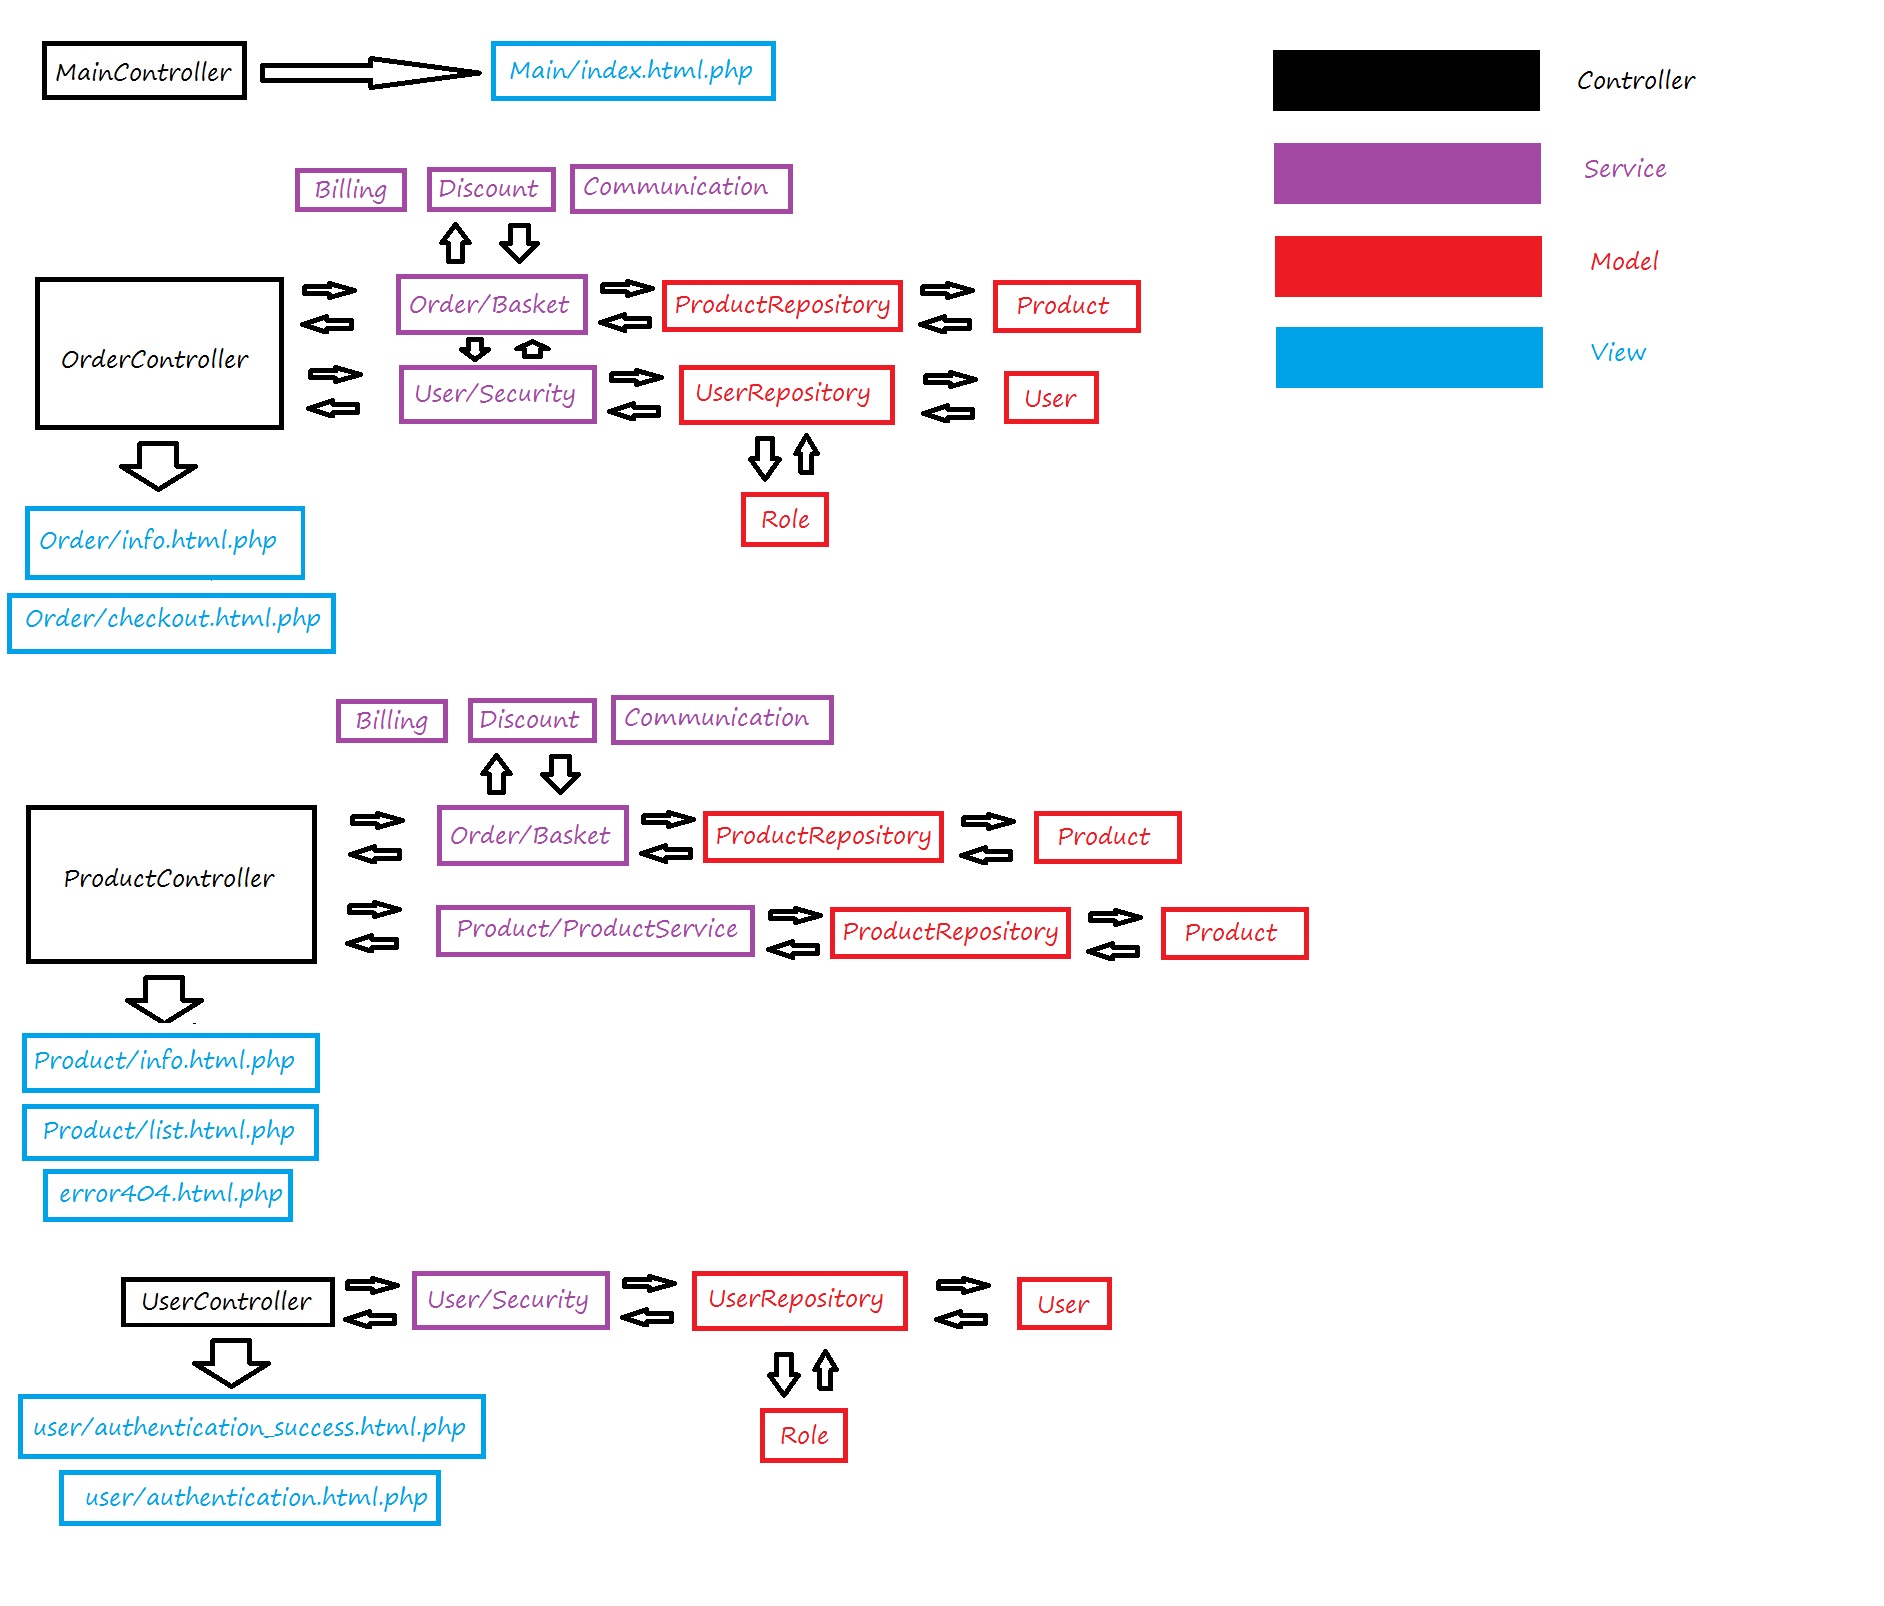 MainController
Main/index.html.php
Controller
Service
Model
View
Billing
Discount
Communication
OrderController
Order/Basket
ProductRepository
Product
User/Security
UserRepository
User
Role
Order/info.html.php
Order/checkout.html.php
Billing
Discount
Communication
ProductController
Order/Basket
ProductRepository
Product
Product/ProductService
ProductRepository
Product
Product/info.html.php
Product/list.html.php
error404.html.php
UserController
User/Security
UserRepository
User
Role
user/authentication_success.html.php
user/authentication.html.php